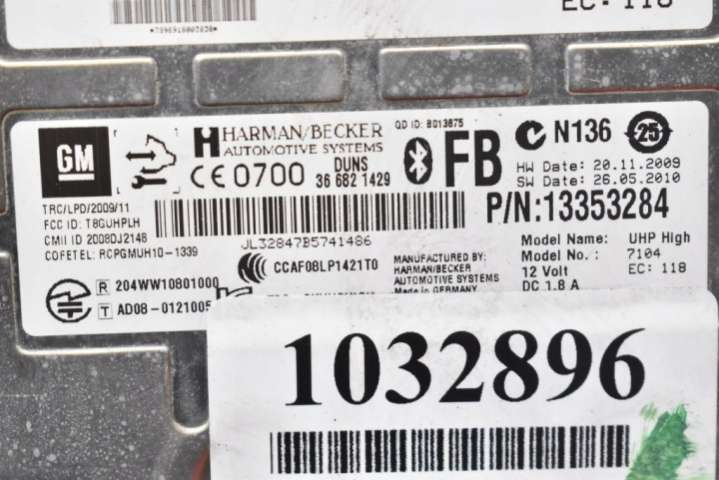 EC: 118
*7096916003828*
GM
HARMAN/BECKER
AUTOMOTIVE SYSTEMS
QD ID: B013875
FB
N136
25
CE 0700
DUNS
36 682 1429
HW Date: 20.11.2009
SW Date: 26.05.2010
P/N:13353284
TRC/LPD/2009/11
FCC ID: T8GUHPLH
CMII ID 2008DJ2148
COFETEL: RCPGMUH10-1339
JL32847B5741486
CCAF08LP1421T0
MANUFACTURED BY:
HARMAN/BECKER
AUTOMOTIVE SYSTEMS
Made in GERMANY
Model Name: UHP High
Model No.: 7104
12 Volt EC: 118
DC 1.8 A
R 204WW10801000
T AD08-0121005
1032896